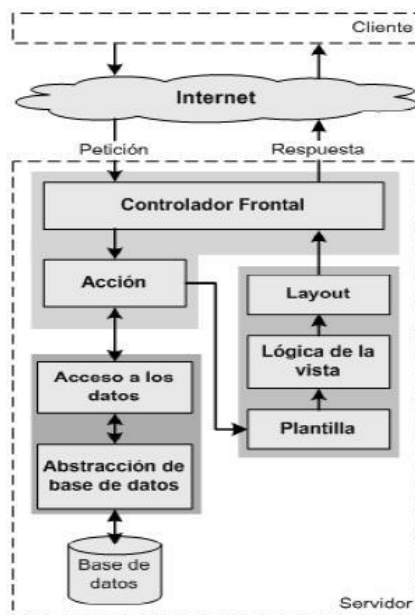 Cliente
Internet
Petición
Respuesta
Controlador Frontal
Acción
Layout
Lógica de la
vista
Acceso a los
datos
Plantilla
Abstracción de
base de datos
Base de
datos
Servidor